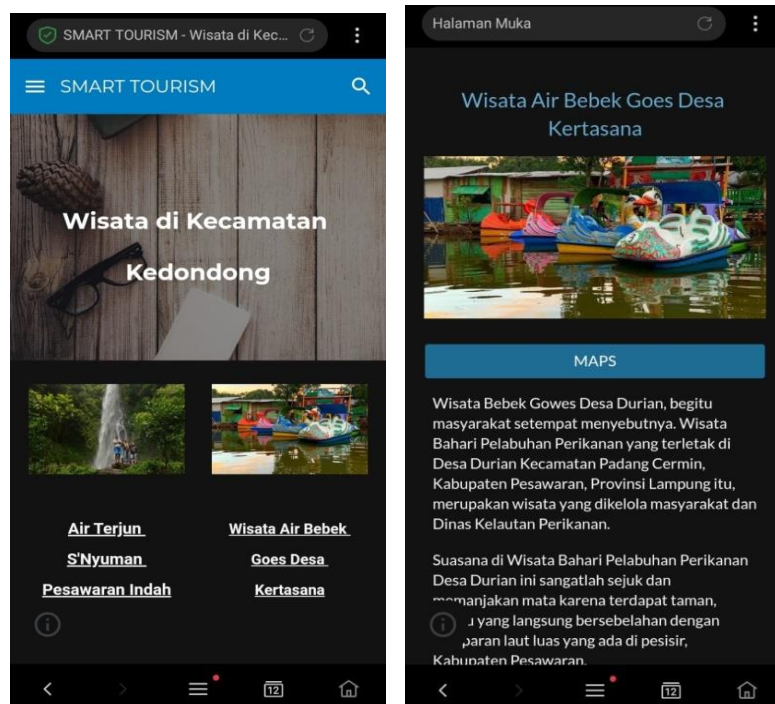 SMART TOURISM - Wisata di Kec...
SMART TOURISM
Wisata di Kecamatan
Kedondong
Air Terjun
S'Nyuman
Pesawaran Indah
Wisata Air Bebek
Goes Desa
Kertasana
12
Halaman Muka
Wisata Air Bebek Goes Desa
Kertasana
MAPS
Wisata Bebek Gowes Desa Durian, begitu
masyarakat setempat menyebutnya. Wisata
Bahari Pelabuhan Perikanan yang terletak di
Desa Durian Kecamatan Padang Cermin,
Kabupaten Pesawaran, Provinsi Lampung itu,
merupakan wisata yang dikelola masyarakat dan
Dinas Kelautan Perikanan.
Suasana di Wisata Bahari Pelabuhan Perikanan
Desa Durian ini sangatlah sejuk dan
memanjakan mata karena terdapat taman,
yang langsung bersebelahan dengan
laut luas yang ada di pesisir,
Kabupaten Pesawaran.
12